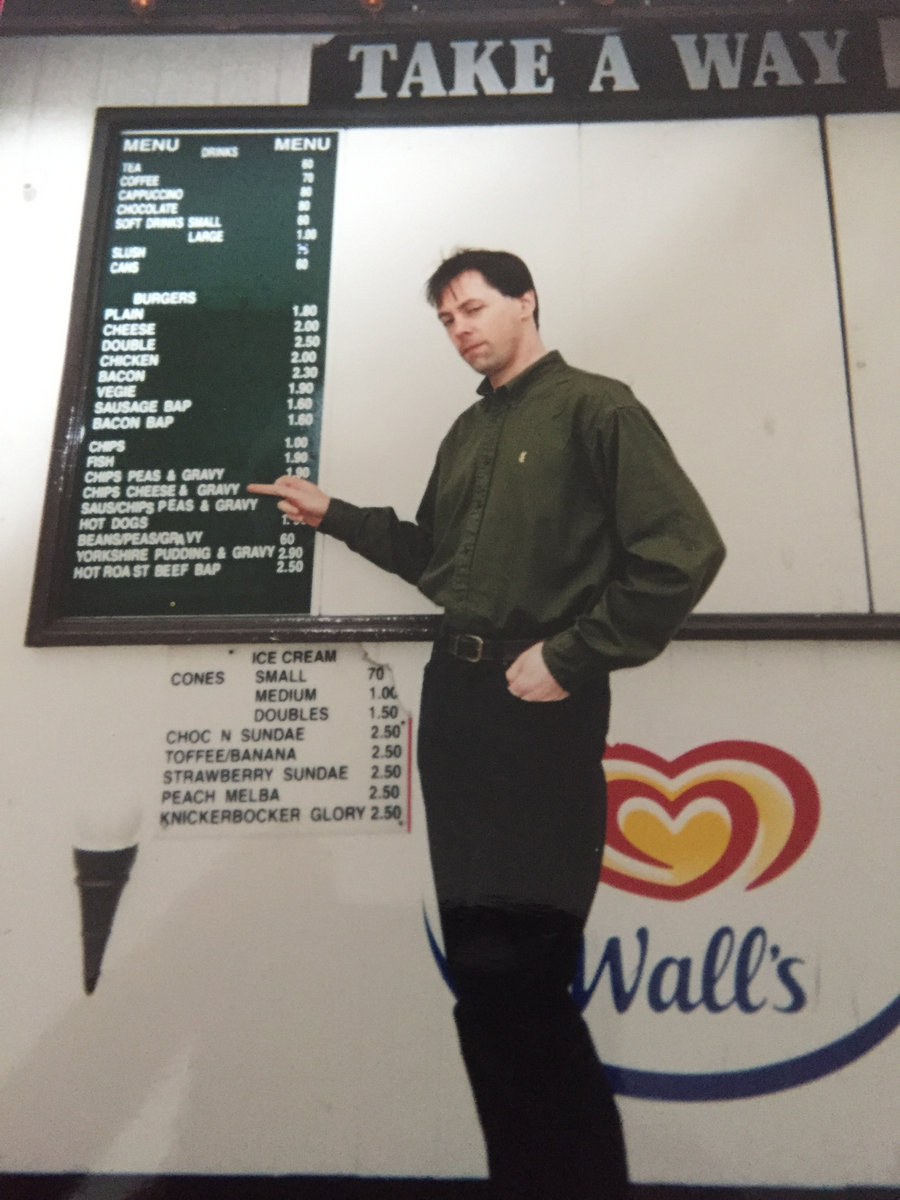 TAKE A WAY
MENU MENU
DRINKS
TEA 60
COFFEE 70
CAPPUCCINO 80
CHOCOLATE 80
SOFT DRINKS SMALL 60
LARGE 1.00
SLUSH 75
CANS 60
BURGERS
PLAIN 1.80
CHEESE 2.00
DOUBLE 2.50
CHICKEN 2.00
BACON 2.30
VEGIE 1.90
SAUSAGE BAP 1.60
BACON BAP 1.60
CHIPS 1.00
FISH 1.90
CHIPS PEAS & GRAVY 1.90
CHIPS CHEESE & GRAVY
SAUS/CHIPS PEAS & GRAVY
HOT DOGS
BEANS/PEAS/GRAVY 60
YORKSHIRE PUDDING & GRAVY 2.90
HOT ROAST BEEF BAP 2.50
ICE CREAM
CONES SMALL 70
MEDIUM 1.00
DOUBLES 1.50
CHOC N SUNDAE 2.50
TOFFEE/BANANA 2.50
STRAWBERRY SUNDAE 2.50
PEACH MELBA 2.50
KNICKERBOCKER GLORY 2.50
Wall's